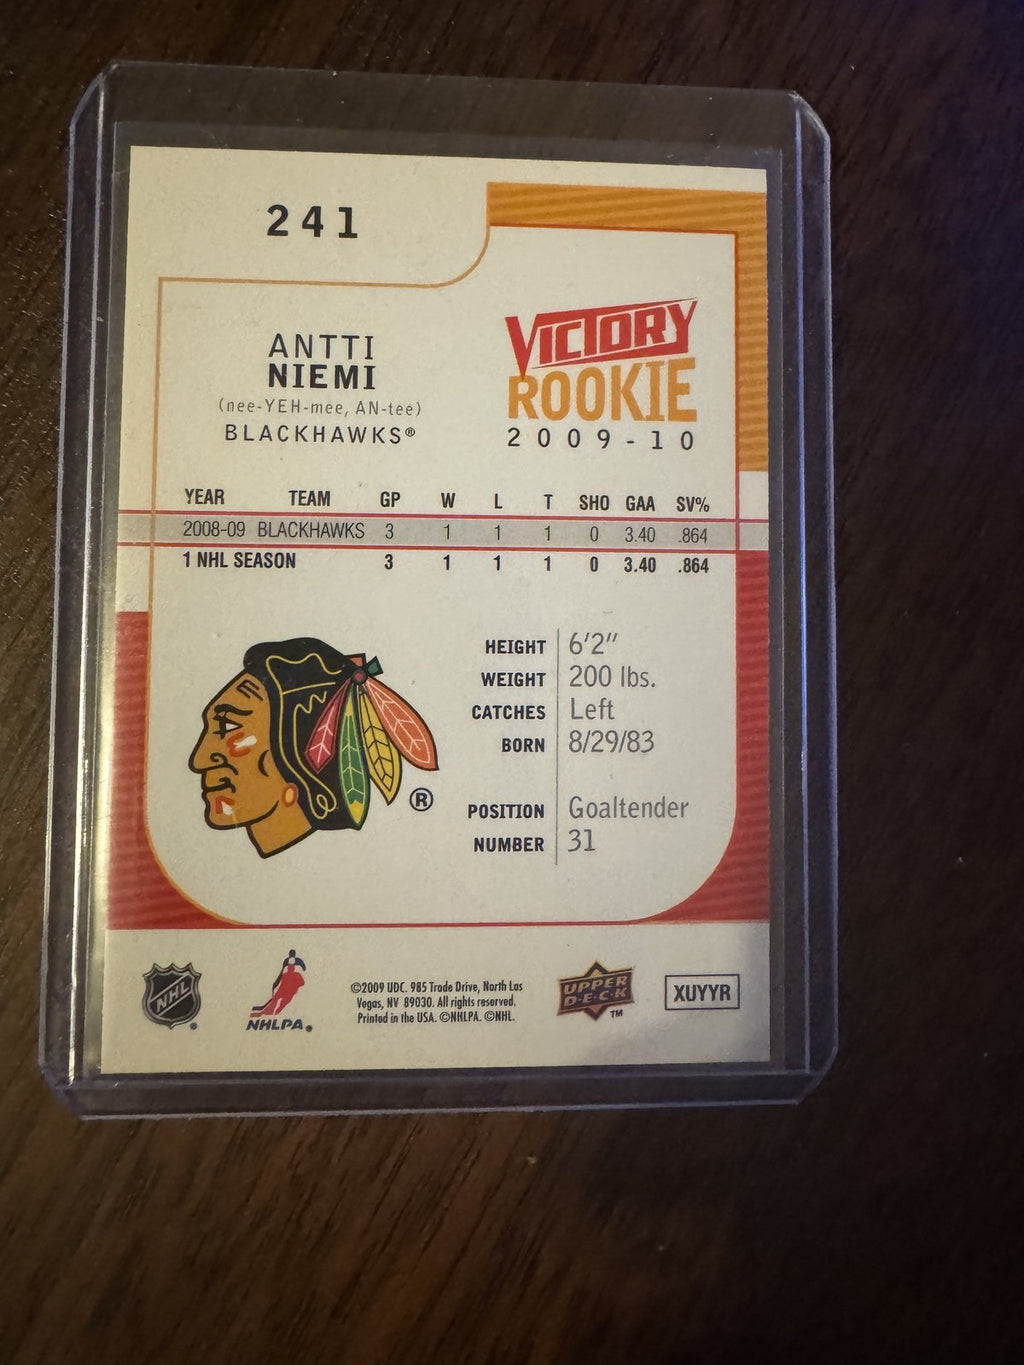 241
ANTTI
NIEMI
(nee-YEH-mee, AN-tee)
BLACKHAWKS®
VICTORY
ROOKIE
2009-10
YEAR TEAM GP W L T SHO GAA SV%
2008-09 BLACKHAWKS 3 1 1 1 0 3.40 .864
1 NHL SEASON 3 1 1 1 0 3.40 .864
HEIGHT 6'2"
WEIGHT 200 lbs.
CATCHES Left
BORN 8/29/83
®
POSITION Goaltender
NUMBER 31
NHL
®
NHLPA®
©2009 UDC. 985 Trade Drive, North Las
Vegas, NV 89030. All rights reserved.
Printed in the USA. ©NHLPA. ©NHL.
UPPER
D·E·C·K
™
XUYYR